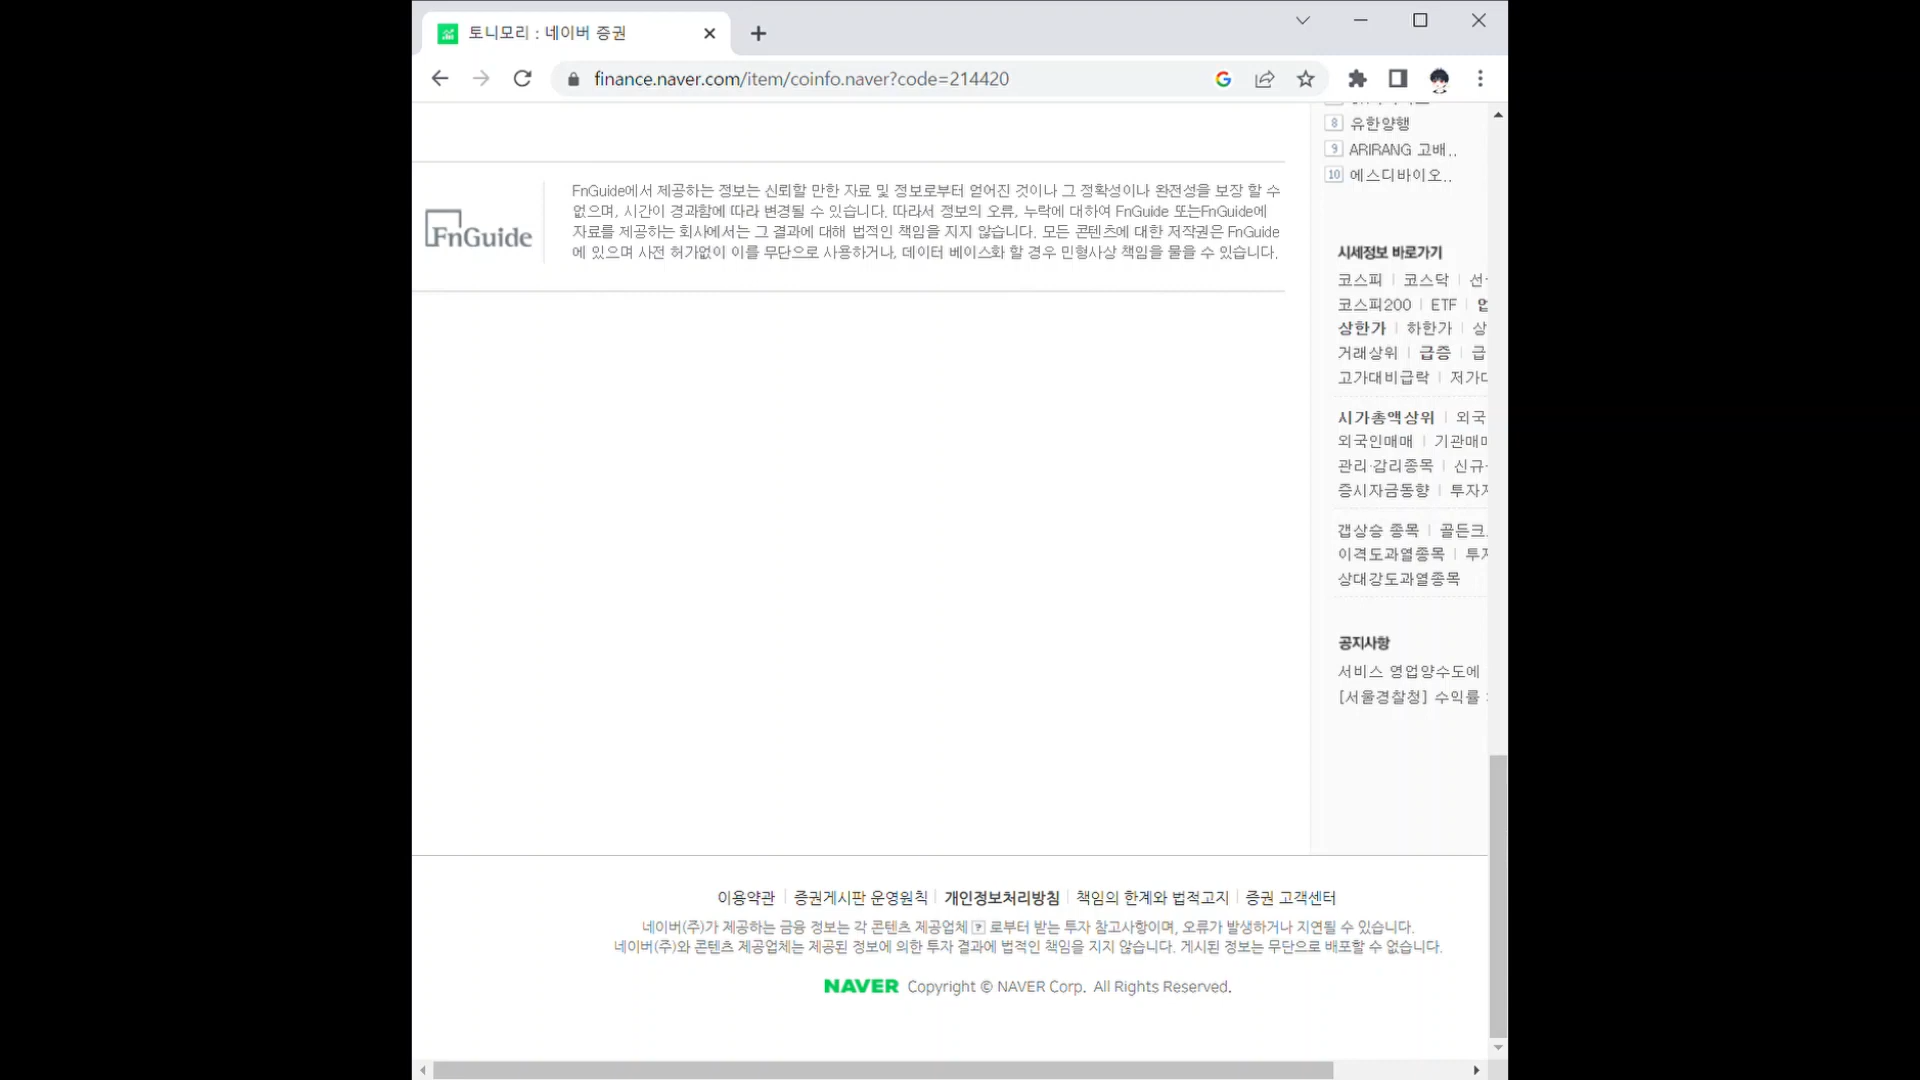 토니모리 : 네이버 증권
finance.naver.com/item/coinfo.naver?code=214420
FnGuide
FnGuide에서 제공하는 정보는 신뢰할 만한 자료 및 정보로부터 얻어진 것이나 그 정확성이나 완전성을 보장 할 수
없으며, 시간이 경과함에 따라 변경될 수 있습니다. 따라서 정보의 오류, 누락에 대하여 FnGuide 또는FnGuide에
자료를 제공하는 회사에서는 그 결과에 대해 법적인 책임을 지지 않습니다. 모든 콘텐츠에 대한 저작권은 FnGuide
에 있으며 사전 허가없이 이를 무단으로 사용하거나, 데이터 베이스화 할 경우 민형사상 책임을 물을 수 있습니다.
8 유한양행
9 ARIRANG 고배..
10 에스디바이오..
시세정보 바로가기
코스피 | 코스닥 | 선
코스피200 | ETF |
상한가 | 하한가 | 상
거래상위 | 급증 | 급
고가대비급락 | 저가
시가총액상위 | 외국
외국인매매 | 기관매
관리·감리종목 | 신규
증시자금동향 | 투자
갭상승 종목 | 골든크
이격도과열종목 | 투
상대강도과열종목
공지사항
서비스 영업양수도에
[서울경찰청] 수익률
이용약관 | 증권게시판 운영원칙 | 개인정보처리방침 | 책임의 한계와 법적고지 | 증권 고객센터
네이버(주)가 제공하는 금융 정보는 각 콘텐츠 제공업체 ? 로부터 받는 투자 참고사항이며, 오류가 발생하거나 지연될 수 있습니다.
네이버(주)와 콘텐츠 제공업체는 제공된 정보에 의한 투자 결과에 법적인 책임을 지지 않습니다. 게시된 정보는 무단으로 배포할 수 없습니다.
NAVER Copyright © NAVER Corp. All Rights Reserved.